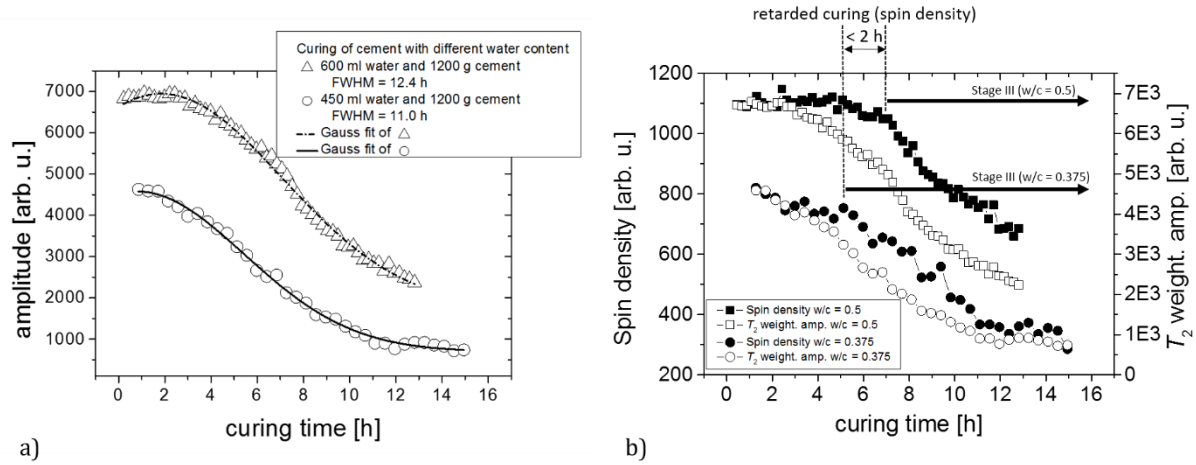 a)
Curing of cement with different water content
△ 600 ml water and 1200 g cement
FWHM = 12.4 h
○ 450 ml water and 1200 g cement
FWHM = 11.0 h
Gauss fit of △
Gauss fit of ○
amplitude [arb. u.]
7000
6000
5000
4000
3000
2000
1000
0
0 2 4 6 8 10 12 14 16
curing time [h]
b)
retarded curing (spin density)
< 2 h
Stage III (w/c = 0.5)
Stage III (w/c = 0.375)
Spin density [arb. u.]
1200
1000
800
600
400
200
7E3
6E3
5E3
4E3
3E3
2E3
1E3
0
T2 weight. amp. [arb. u.]
Spin density w/c = 0.5
T2 weight. amp. w/c = 0.5
Spin density w/c = 0.375
T2 weight. amp. w/c = 0.375
0 2 4 6 8 10 12 14 16
curing time [h]